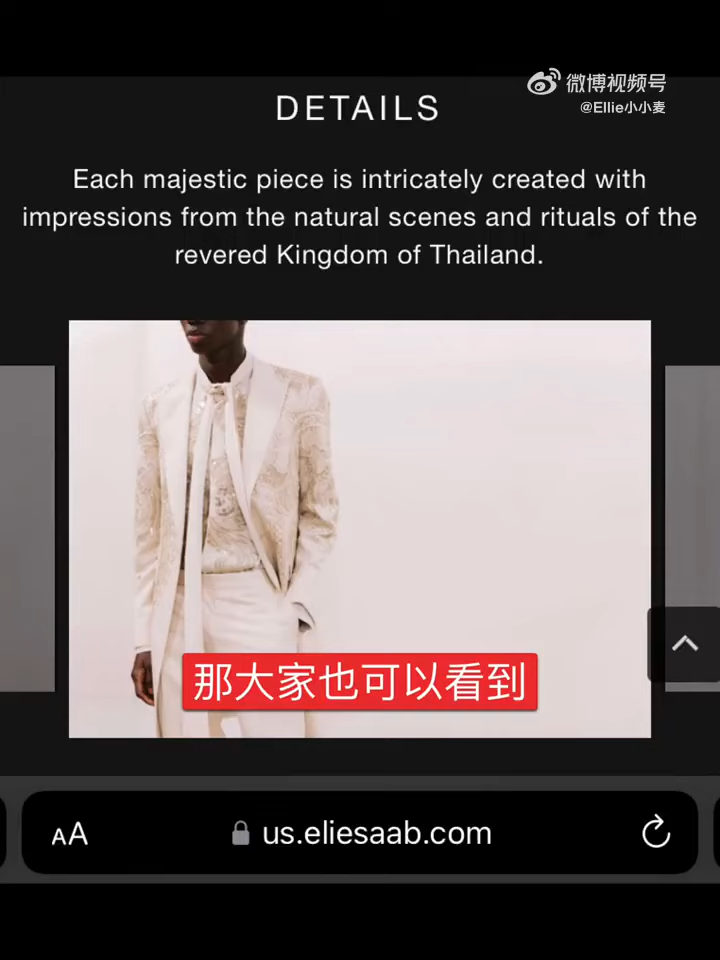 微博视频号
@Ellie小小麦
DETAILS
Each majestic piece is intricately created with
impressions from the natural scenes and rituals of the
revered Kingdom of Thailand.
那大家也可以看到
AA
us.eliesaab.com